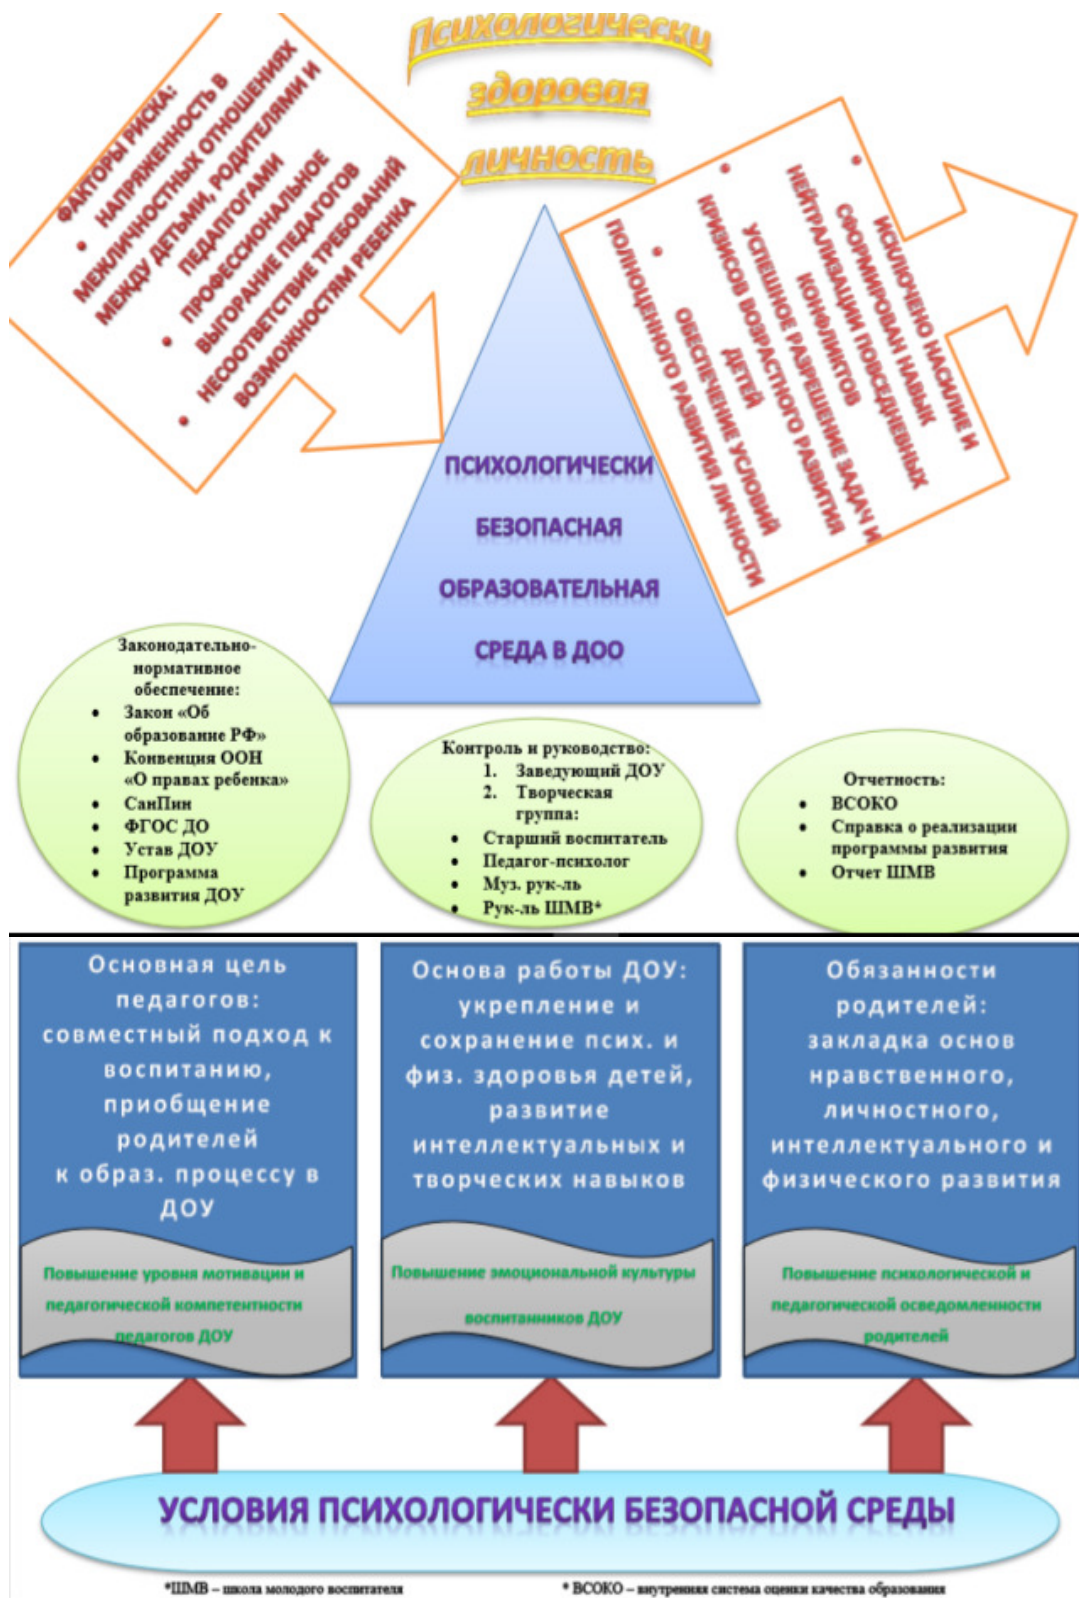 Психологически
здоровая
личность
ФАКТОРЫ РИСКА:
• НАПРЯЖЕННОСТЬ В
МЕЖЛИЧНОСТНЫХ ОТНОШЕНИЯХ
МЕЖДУ ДЕТЬМИ, РОДИТЕЛЯМИ И
ПЕДАПГОГАМИ
• ПРОФЕССИОНАЛЬНОЕ
ВЫГОРАНИЕ ПЕДАГОГОВ
• НЕСООТВЕТСТВИЕ ТРЕБОВАНИЙ
ВОЗМОЖНОСТЯМ РЕБЕНКА
ИСКЛЮЧЕНО НАСИЛИЕ И
• СФОРМИРОВАН НАВЫК
НЕЙТРАЛИЗАЦИИ ПОВСЕДНЕВНЫХ
КОНФЛИКТОВ
• УСПЕШНОЕ РАЗРЕШЕНИЕ ЗАДАЧ И
КРИЗИСОВ ВОЗРАСТНОГО РАЗВИТИЯ
ДЕТЕЙ
• ОБЕСПЕЧЕНИЕ УСЛОВИЙ
ПОЛНОЦЕННОГО РАЗВИТИЯ ЛИЧНОСТИ
ПСИХОЛОГИЧЕСКИ
БЕЗОПАСНАЯ
ОБРАЗОВАТЕЛЬНАЯ
СРЕДА В ДОО
Законодательно-
нормативное
обеспечение:
• Закон «Об
образование РФ»
• Конвенция ООН
«О правах ребенка»
• СанПин
• ФГОС ДО
• Устав ДОУ
• Программа
развития ДОУ
Контроль и руководство:
1. Заведующий ДОУ
2. Творческая
группа:
• Старший воспитатель
• Педагог-психолог
• Муз. рук-ль
• Рук-ль ШМВ*
Отчетность:
• ВСОКО
• Справка о реализации
программы развития
• Отчет ШМВ
Основная цель
педагогов:
совместный подход к
воспитанию,
приобщение
родителей
к образ. процессу в
ДОУ
Повышение уровня мотивации и
педагогической компетентности
педагогов ДОУ
Основа работы ДОУ:
укрепление и
сохранение псих. и
физ. здоровья детей,
развитие
интеллектуальных и
творческих навыков
Повышение эмоциональной культуры
воспитанников ДОУ
Обязанности
родителей:
закладка основ
нравственного,
личностного,
интеллектуального и
физического развития
Повышение психологической и
педагогической осведомленности
родителей
УСЛОВИЯ ПСИХОЛОГИЧЕСКИ БЕЗОПАСНОЙ СРЕДЫ
*ШМВ – школа молодого воспитателя
* ВСОКО – внутренняя система оценки качества образования